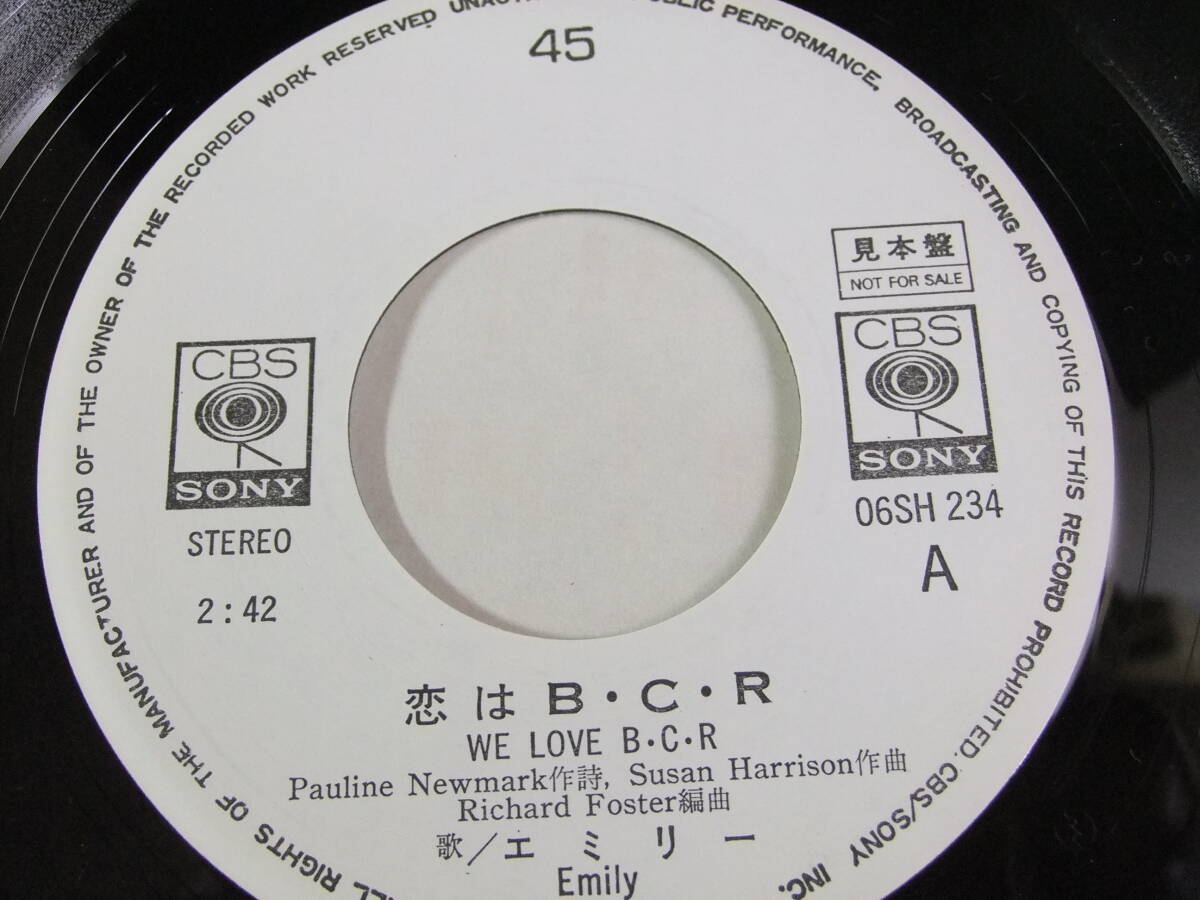 45
見本盤
NOT FOR SALE
CBS
SONY
STEREO
2:42
CBS
SONY
06SH 234
A
恋は B・C・R
WE LOVE B・C・R
Pauline Newmark作詩, Susan Harrison作曲
Richard Foster編曲
歌／エミリー
Emily
ALL RIGHTS OF THE MANUFACTURER AND OF THE OWNER OF THE RECORDED WORK RESERVED PUBLIC PERFORMANCE, BROADCASTING AND COPYING OF THIS RECORD PROHIBITED. CBS/SONY INC.